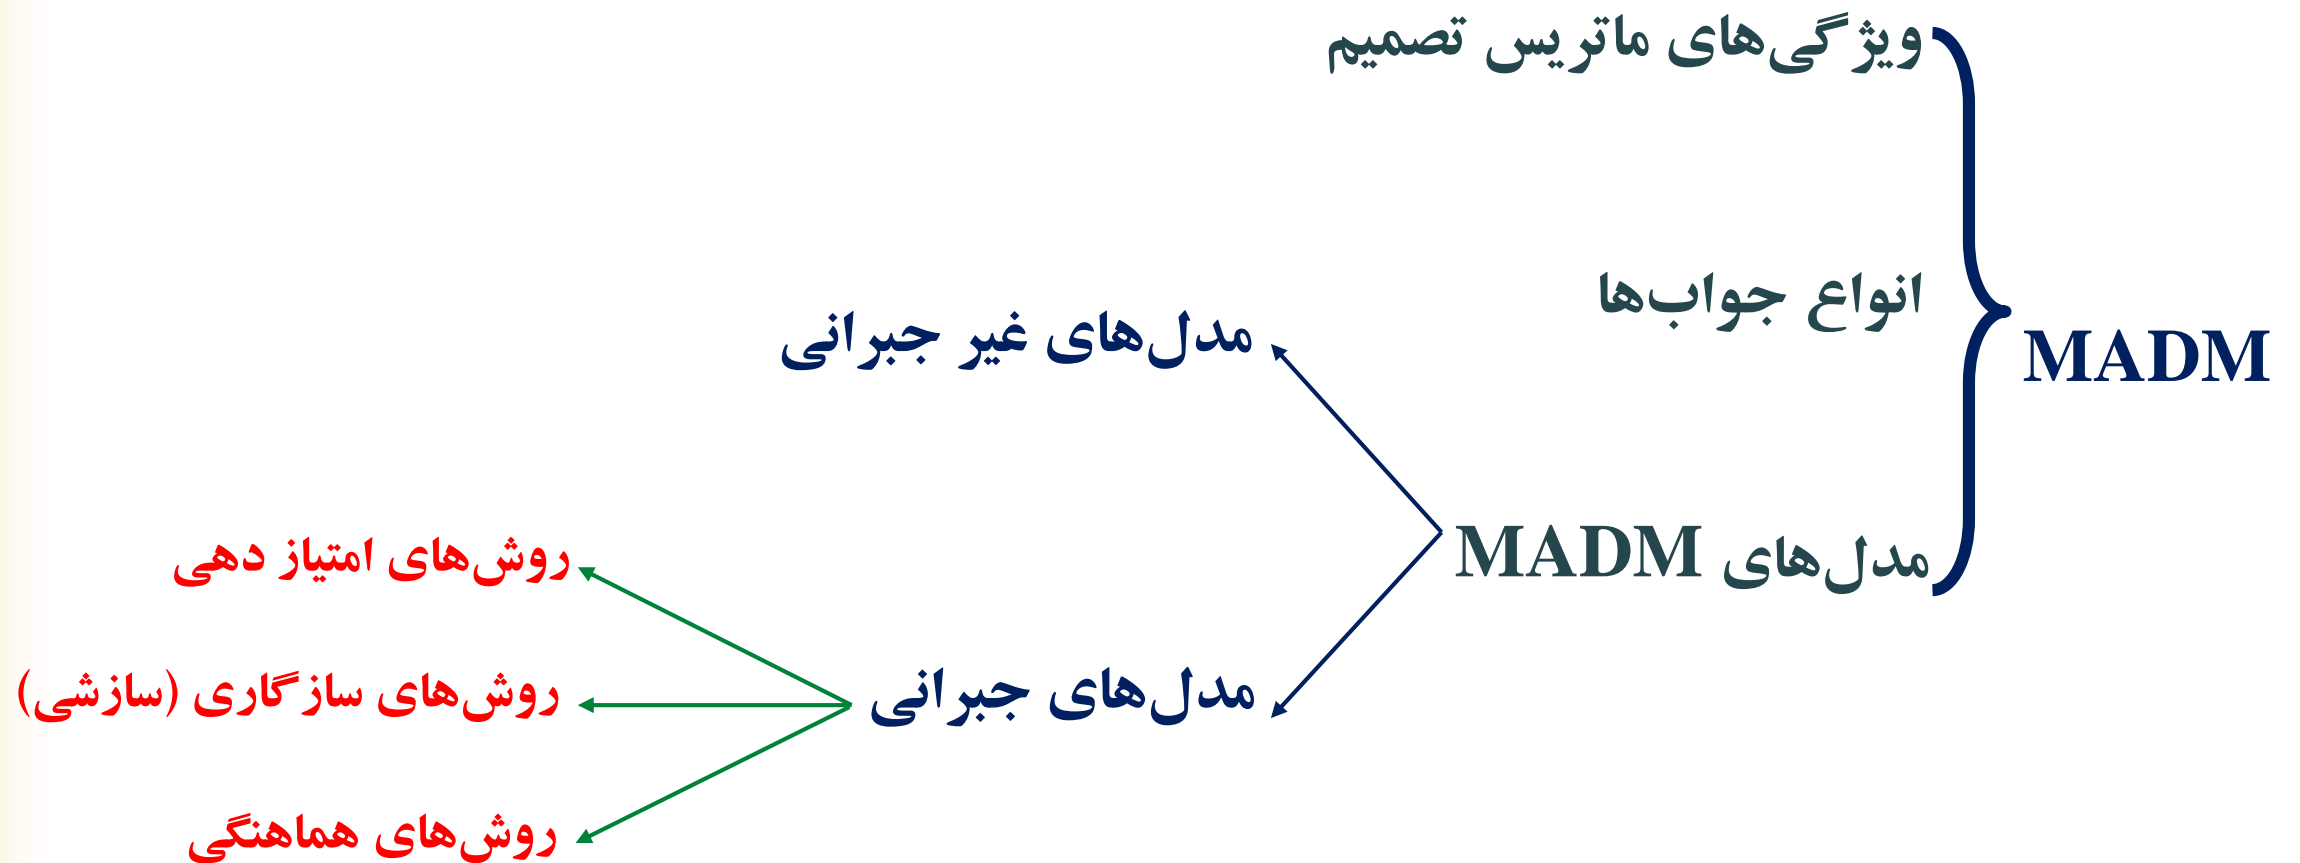 MADM
ویژگی‌های ماتریس تصمیم
انواع جواب‌ها
مدل‌های MADM
مدل‌های غیر جبرانی
مدل‌های جبرانی
روش‌های امتیاز دهی
روش‌های سازگاری (سازشی)
روش‌های هماهنگی